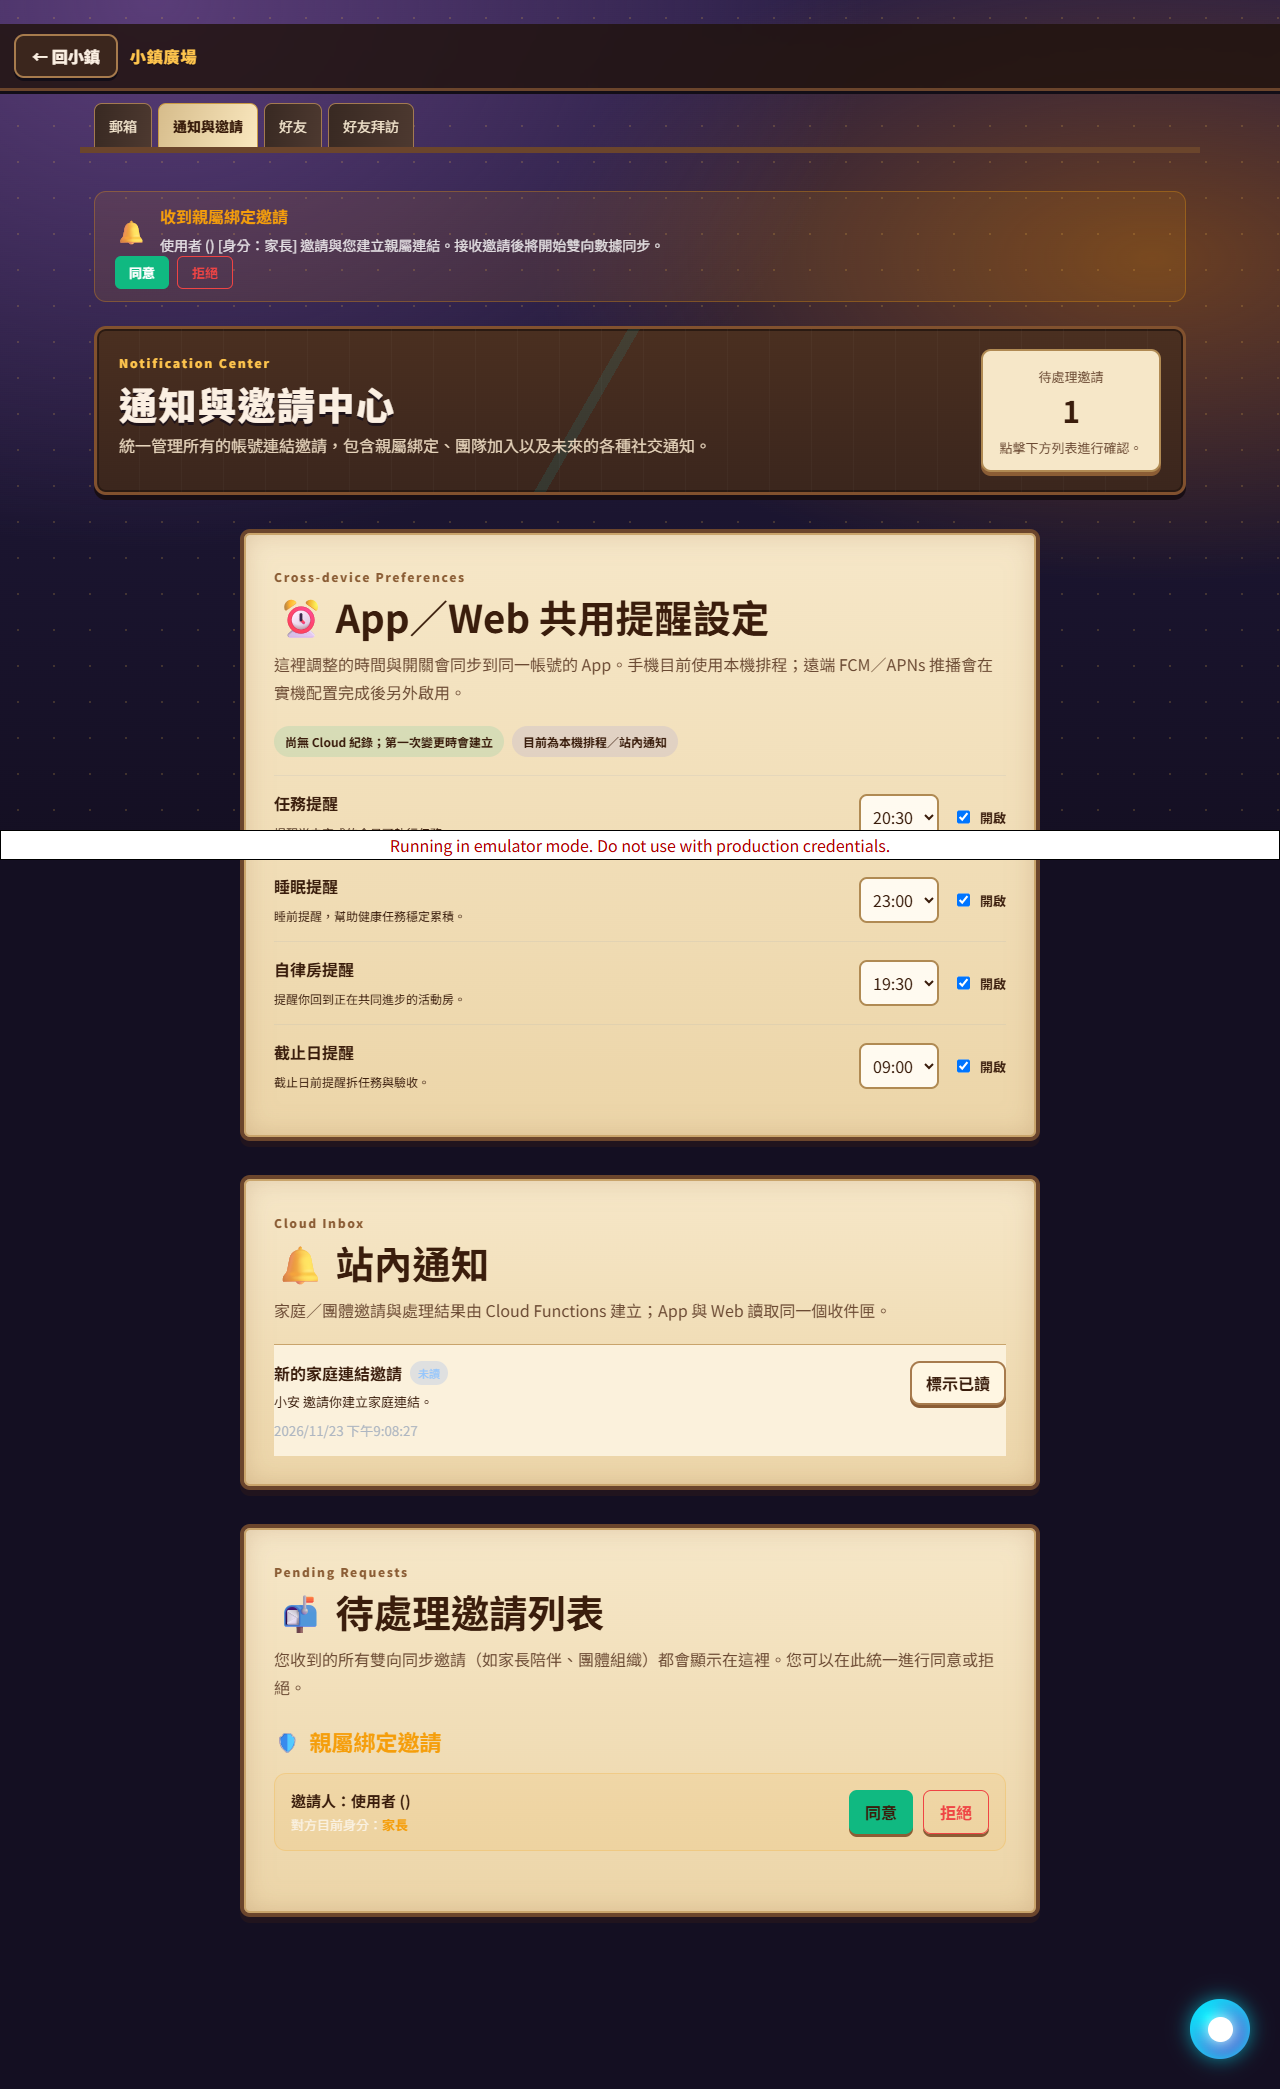 ← 回小鎮
小鎮廣場
郵箱
通知與邀請
好友
好友拜訪
收到親屬綁定邀請
使用者 () [身分：家長] 邀請與您建立親屬連結。接收邀請後將開始雙向數據同步。
同意
拒絕
Notification Center
通知與邀請中心
統一管理所有的帳號連結邀請，包含親屬綁定、團隊加入以及未來的各種社交通知。
待處理邀請
1
點擊下方列表進行確認。
Cross-device Preferences
App／Web 共用提醒設定
這裡調整的時間與開關會同步到同一帳號的 App。手機目前使用本機排程；遠端 FCM／APNs 推播會在
實機配置完成後另外啟用。
尚無 Cloud 紀錄；第一次變更時會建立
目前為本機排程／站內通知
任務提醒
20:30
開啟
Running in emulator mode. Do not use with production credentials.
睡眠提醒
睡前提醒，幫助健康任務穩定累積。
23:00
開啟
自律房提醒
提醒你回到正在共同進步的活動房。
19:30
開啟
截止日提醒
截止日前提醒拆任務與驗收。
09:00
開啟
Cloud Inbox
站內通知
家庭／團體邀請與處理結果由 Cloud Functions 建立；App 與 Web 讀取同一個收件匣。
新的家庭連結邀請
未讀
小安 邀請你建立家庭連結。
2026/11/23 下午9:08:27
標示已讀
Pending Requests
待處理邀請列表
您收到的所有雙向同步邀請（如家長陪伴、團體組織）都會顯示在這裡。您可以在此統一進行同意或拒
絕。
親屬綁定邀請
邀請人：使用者 ()
對方目前身分：家長
同意
拒絕